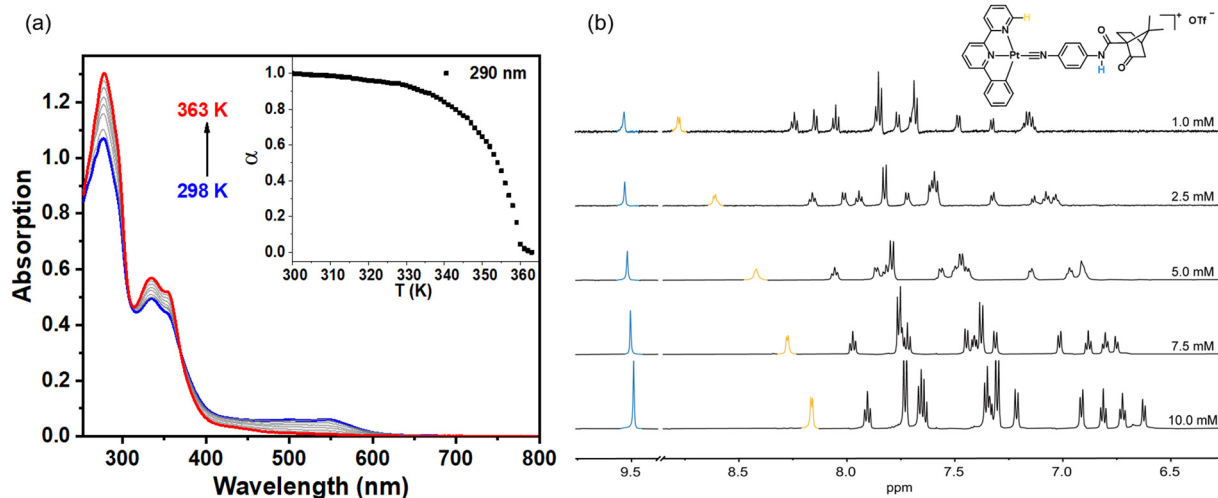 (a)
Absorption
1.2
1.0
0.8
0.6
0.4
0.2
0.0
300 400 500 600 700 800
Wavelength (nm)
363 K
298 K
290 nm
α
1.0
0.8
0.6
0.4
0.2
0.0
300 310 320 330 340 350 360
T (K)
(b)
H
N
N
Pt
≡N
O
N
H
O
+ OTf−
1.0 mM
2.5 mM
5.0 mM
7.5 mM
10.0 mM
9.5 8.5 8.0 7.5 7.0 6.5
ppm